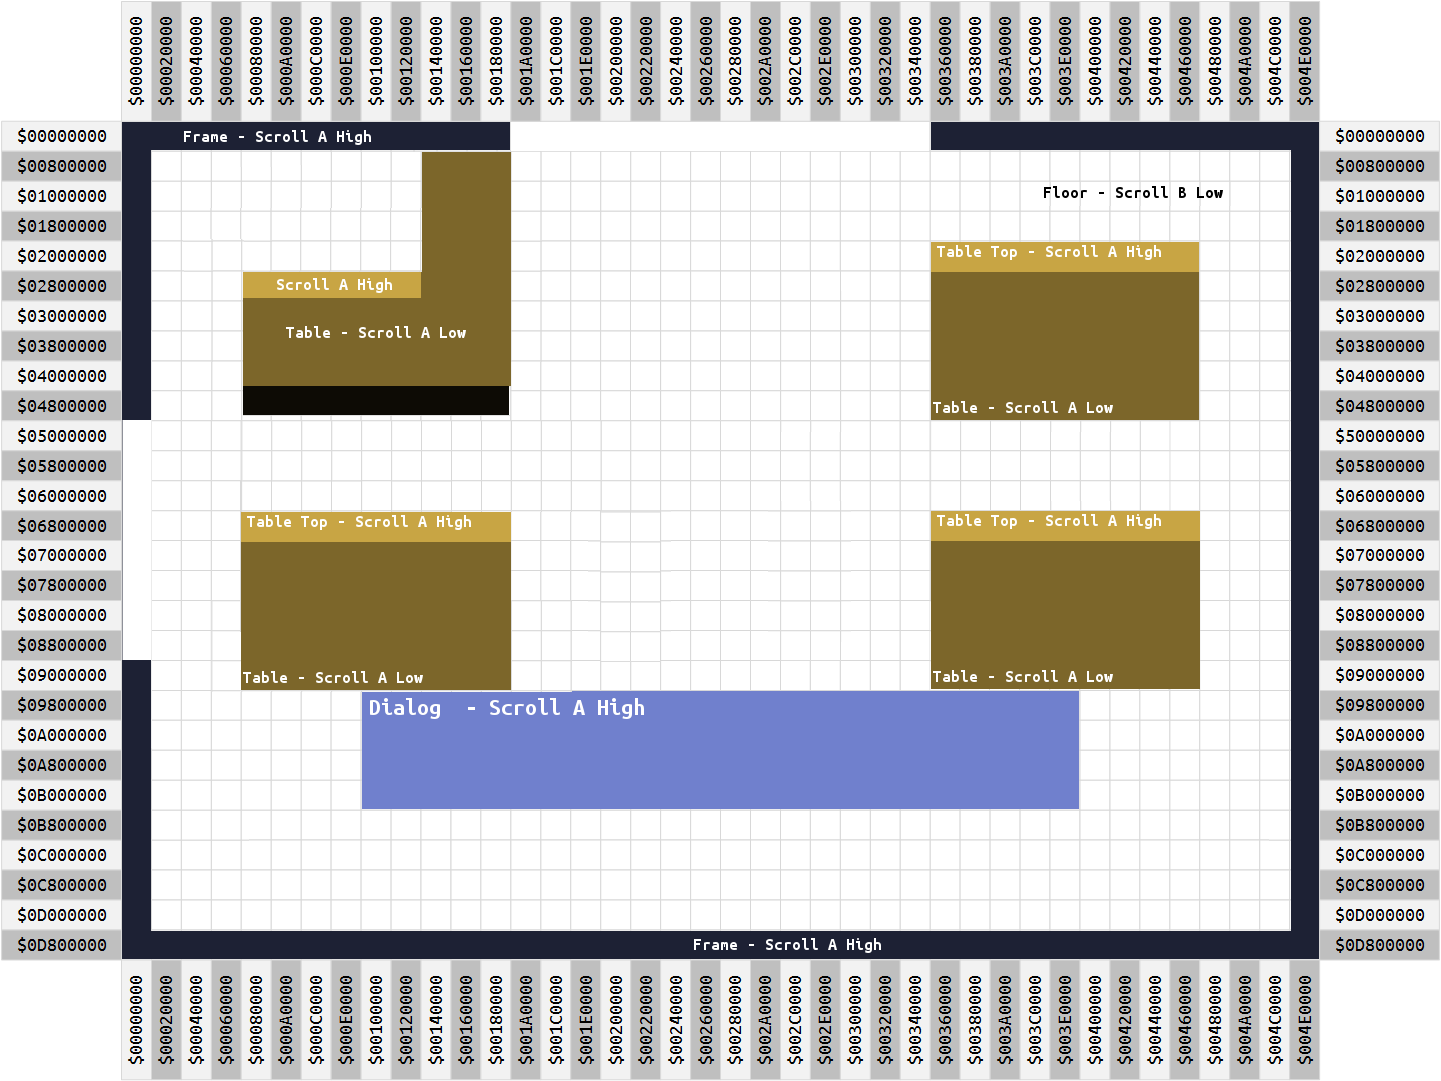 $00000000 $00020000 $00040000 $00060000 $00080000 $000A0000 $000C0000 $000E0000 $00100000 $00120000 $00140000 $00160000 $00180000 $001A0000 $001C0000 $001E0000 $00200000 $00220000 $00240000 $00260000 $00280000 $002A0000 $002C0000 $002E0000 $00300000 $00320000 $00340000 $00360000 $00380000 $003A0000 $003C0000 $003E0000 $00400000 $00420000 $00440000 $00460000 $00480000 $004A0000 $004C0000 $004E0000
$00000000 Frame - Scroll A High $00000000
$00800000 $00800000
$01000000 Floor - Scroll B Low $01000000
$01800000 $01800000
$02000000 Table Top - Scroll A High $02000000
$02800000 Scroll A High $02800000
$03000000 $03000000
Table - Scroll A Low
$03800000 $03800000
$04000000 $04000000
$04800000 Table - Scroll A Low $04800000
$05000000 $50000000
$05800000 $05800000
$06000000 $06000000
$06800000 Table Top - Scroll A High Table Top - Scroll A High $06800000
$07000000 $07000000
$07800000 $07800000
$08000000 $08000000
$08800000 $08800000
$09000000 Table - Scroll A Low Table - Scroll A Low $09000000
$09800000 Dialog  - Scroll A High $09800000
$0A000000 $0A000000
$0A800000 $0A800000
$0B000000 $0B000000
$0B800000 $0B800000
$0C000000 $0C000000
$0C800000 $0C800000
$0D000000 $0D000000
$0D800000 Frame - Scroll A High $0D800000
$00000000 $00020000 $00040000 $00060000 $00080000 $000A0000 $000C0000 $000E0000 $00100000 $00120000 $00140000 $00160000 $00180000 $001A0000 $001C0000 $001E0000 $00200000 $00220000 $00240000 $00260000 $00280000 $002A0000 $002C0000 $002E0000 $00300000 $00320000 $00340000 $00360000 $00380000 $003A0000 $003C0000 $003E0000 $00400000 $00420000 $00440000 $00460000 $00480000 $004A0000 $004C0000 $004E0000